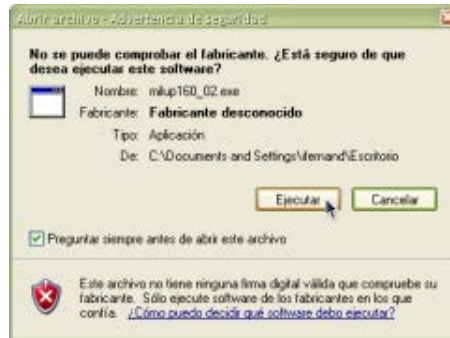 Abrir archivo - Advertencia de seguridad
No se puede comprobar el fabricante. ¿Está seguro de que
desea ejecutar este software?
Nombre: milup160_02.exe
Fabricante: Fabricante desconocido
Tipo: Aplicación
De: C:\Documents and Settings\ifernand\Escritorio
Ejecutar Cancelar
Preguntar siempre antes de abrir este archivo
Este archivo no tiene ninguna firma digital válida que compruebe su
fabricante. Sólo ejecute software de los fabricantes en los que
confía. ¿Cómo puedo decidir qué software debo ejecutar?